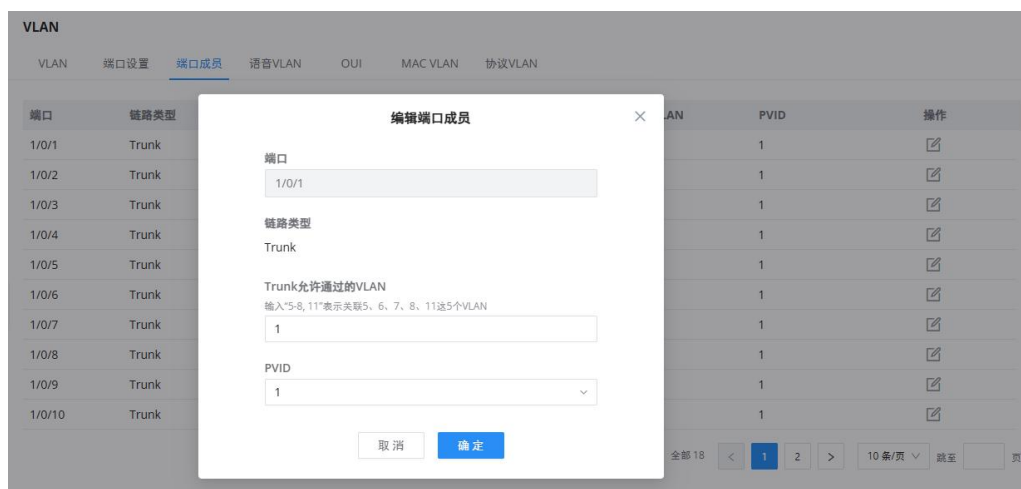 VLAN
VLAN 端口设置 端口成员 语音VLAN OUI MAC VLAN 协议VLAN
端口 链路类型 LAN PVID 操作
编辑端口成员
1/0/1 Trunk 1
1/0/2 Trunk 1
1/0/3 Trunk 1
1/0/4 Trunk 1
1/0/5 Trunk 1
1/0/6 Trunk 1
1/0/7 Trunk 1
1/0/8 Trunk 1
1/0/9 Trunk 1
1/0/10 Trunk 1
端口
1/0/1
链路类型
Trunk
Trunk允许通过的VLAN
输入“5-8, 11”表示关联5、6、7、8、11这5个VLAN
1
PVID
1
取消 确定
全部 18 < 1 2 > 10 条/页 跳至 页